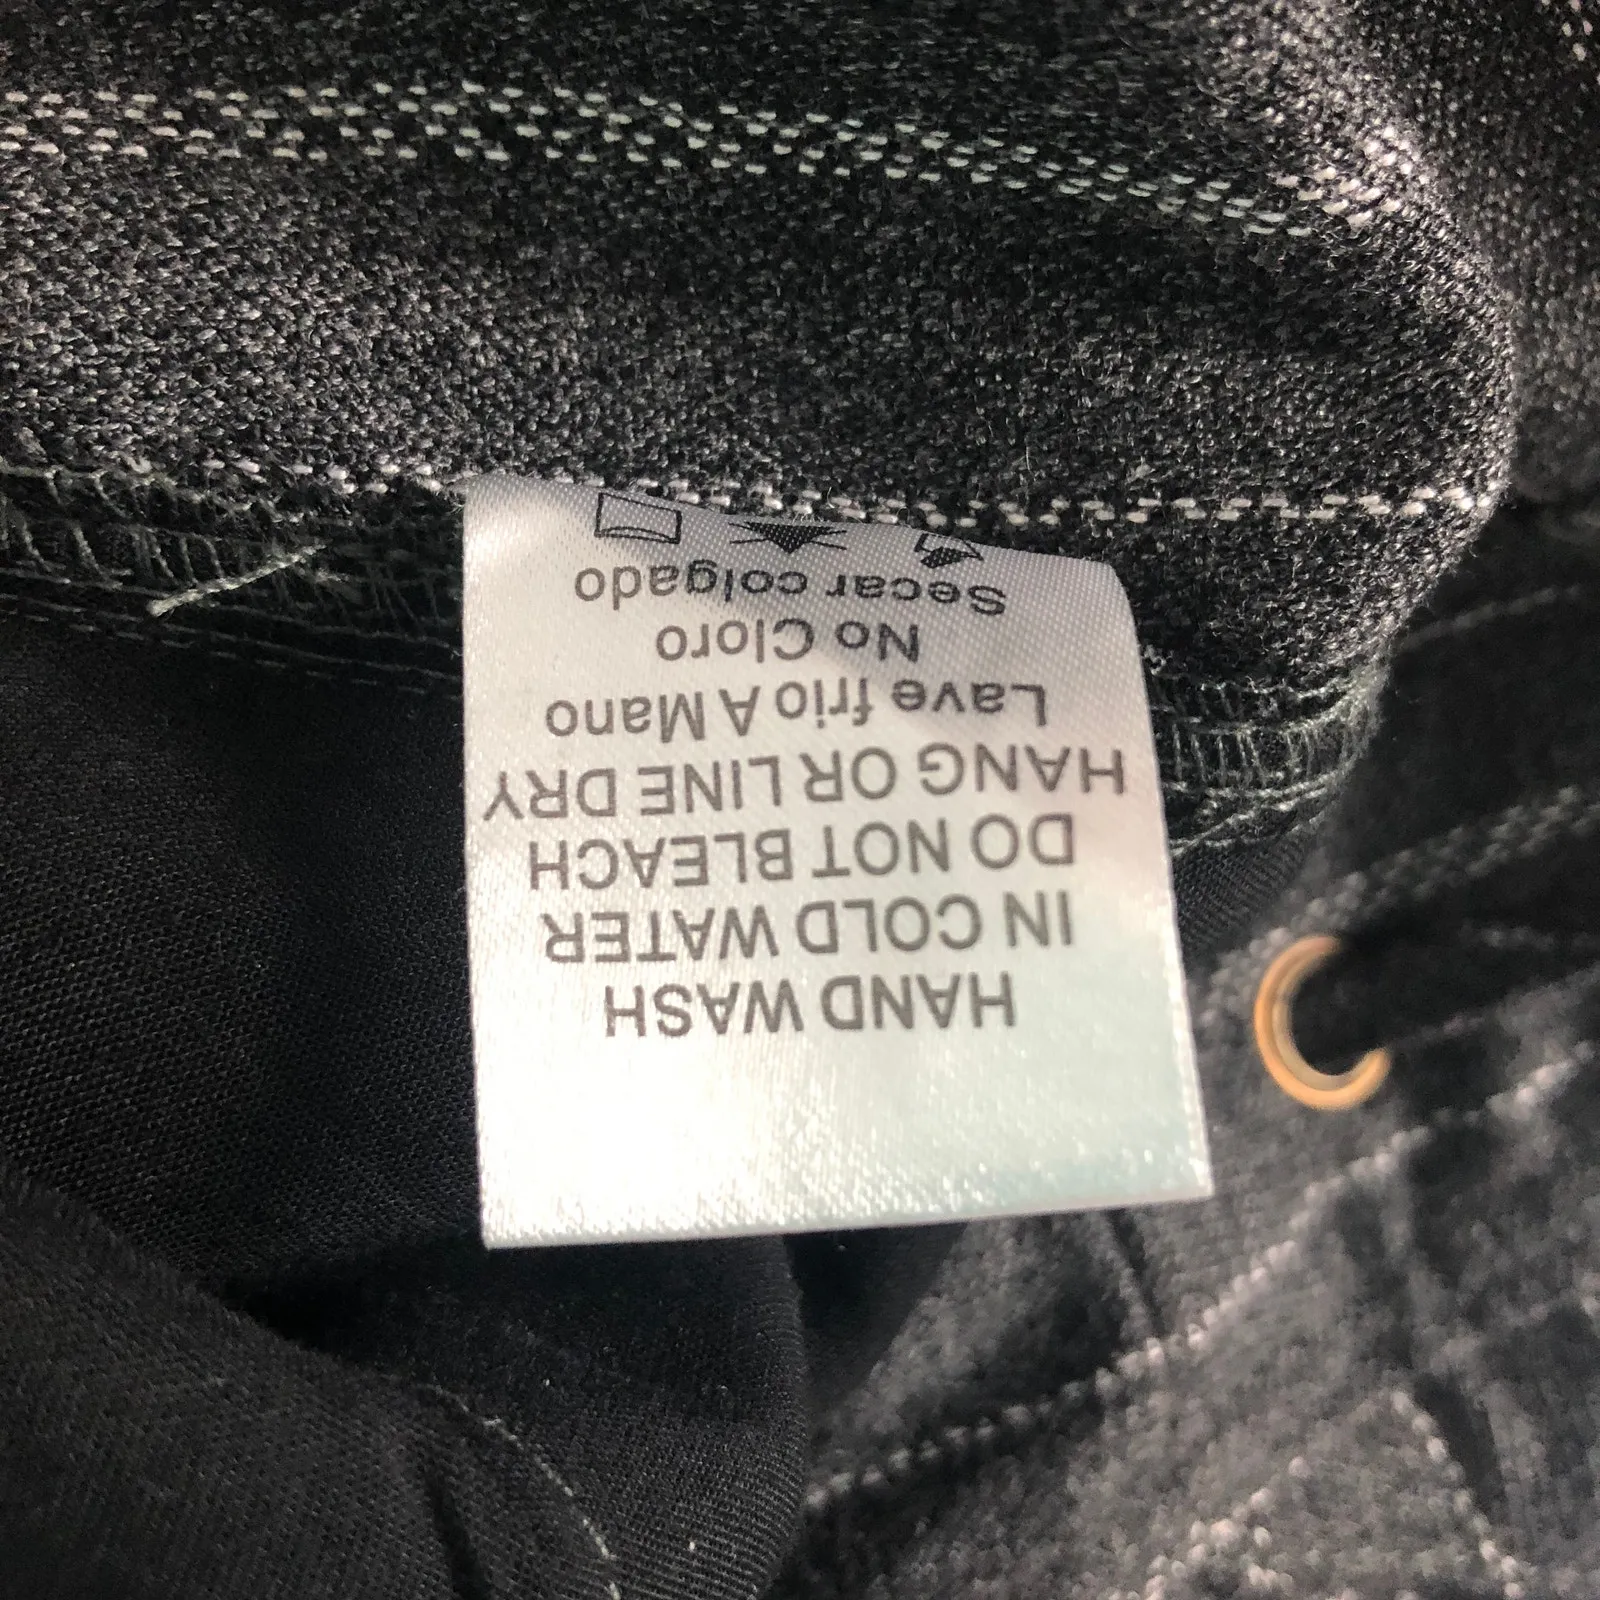 HAND WASH
IN COLD WATER
DO NOT BLEACH
HANG OR LINE DRY
Lave frio A Mano
No Cloro
Secar colgado